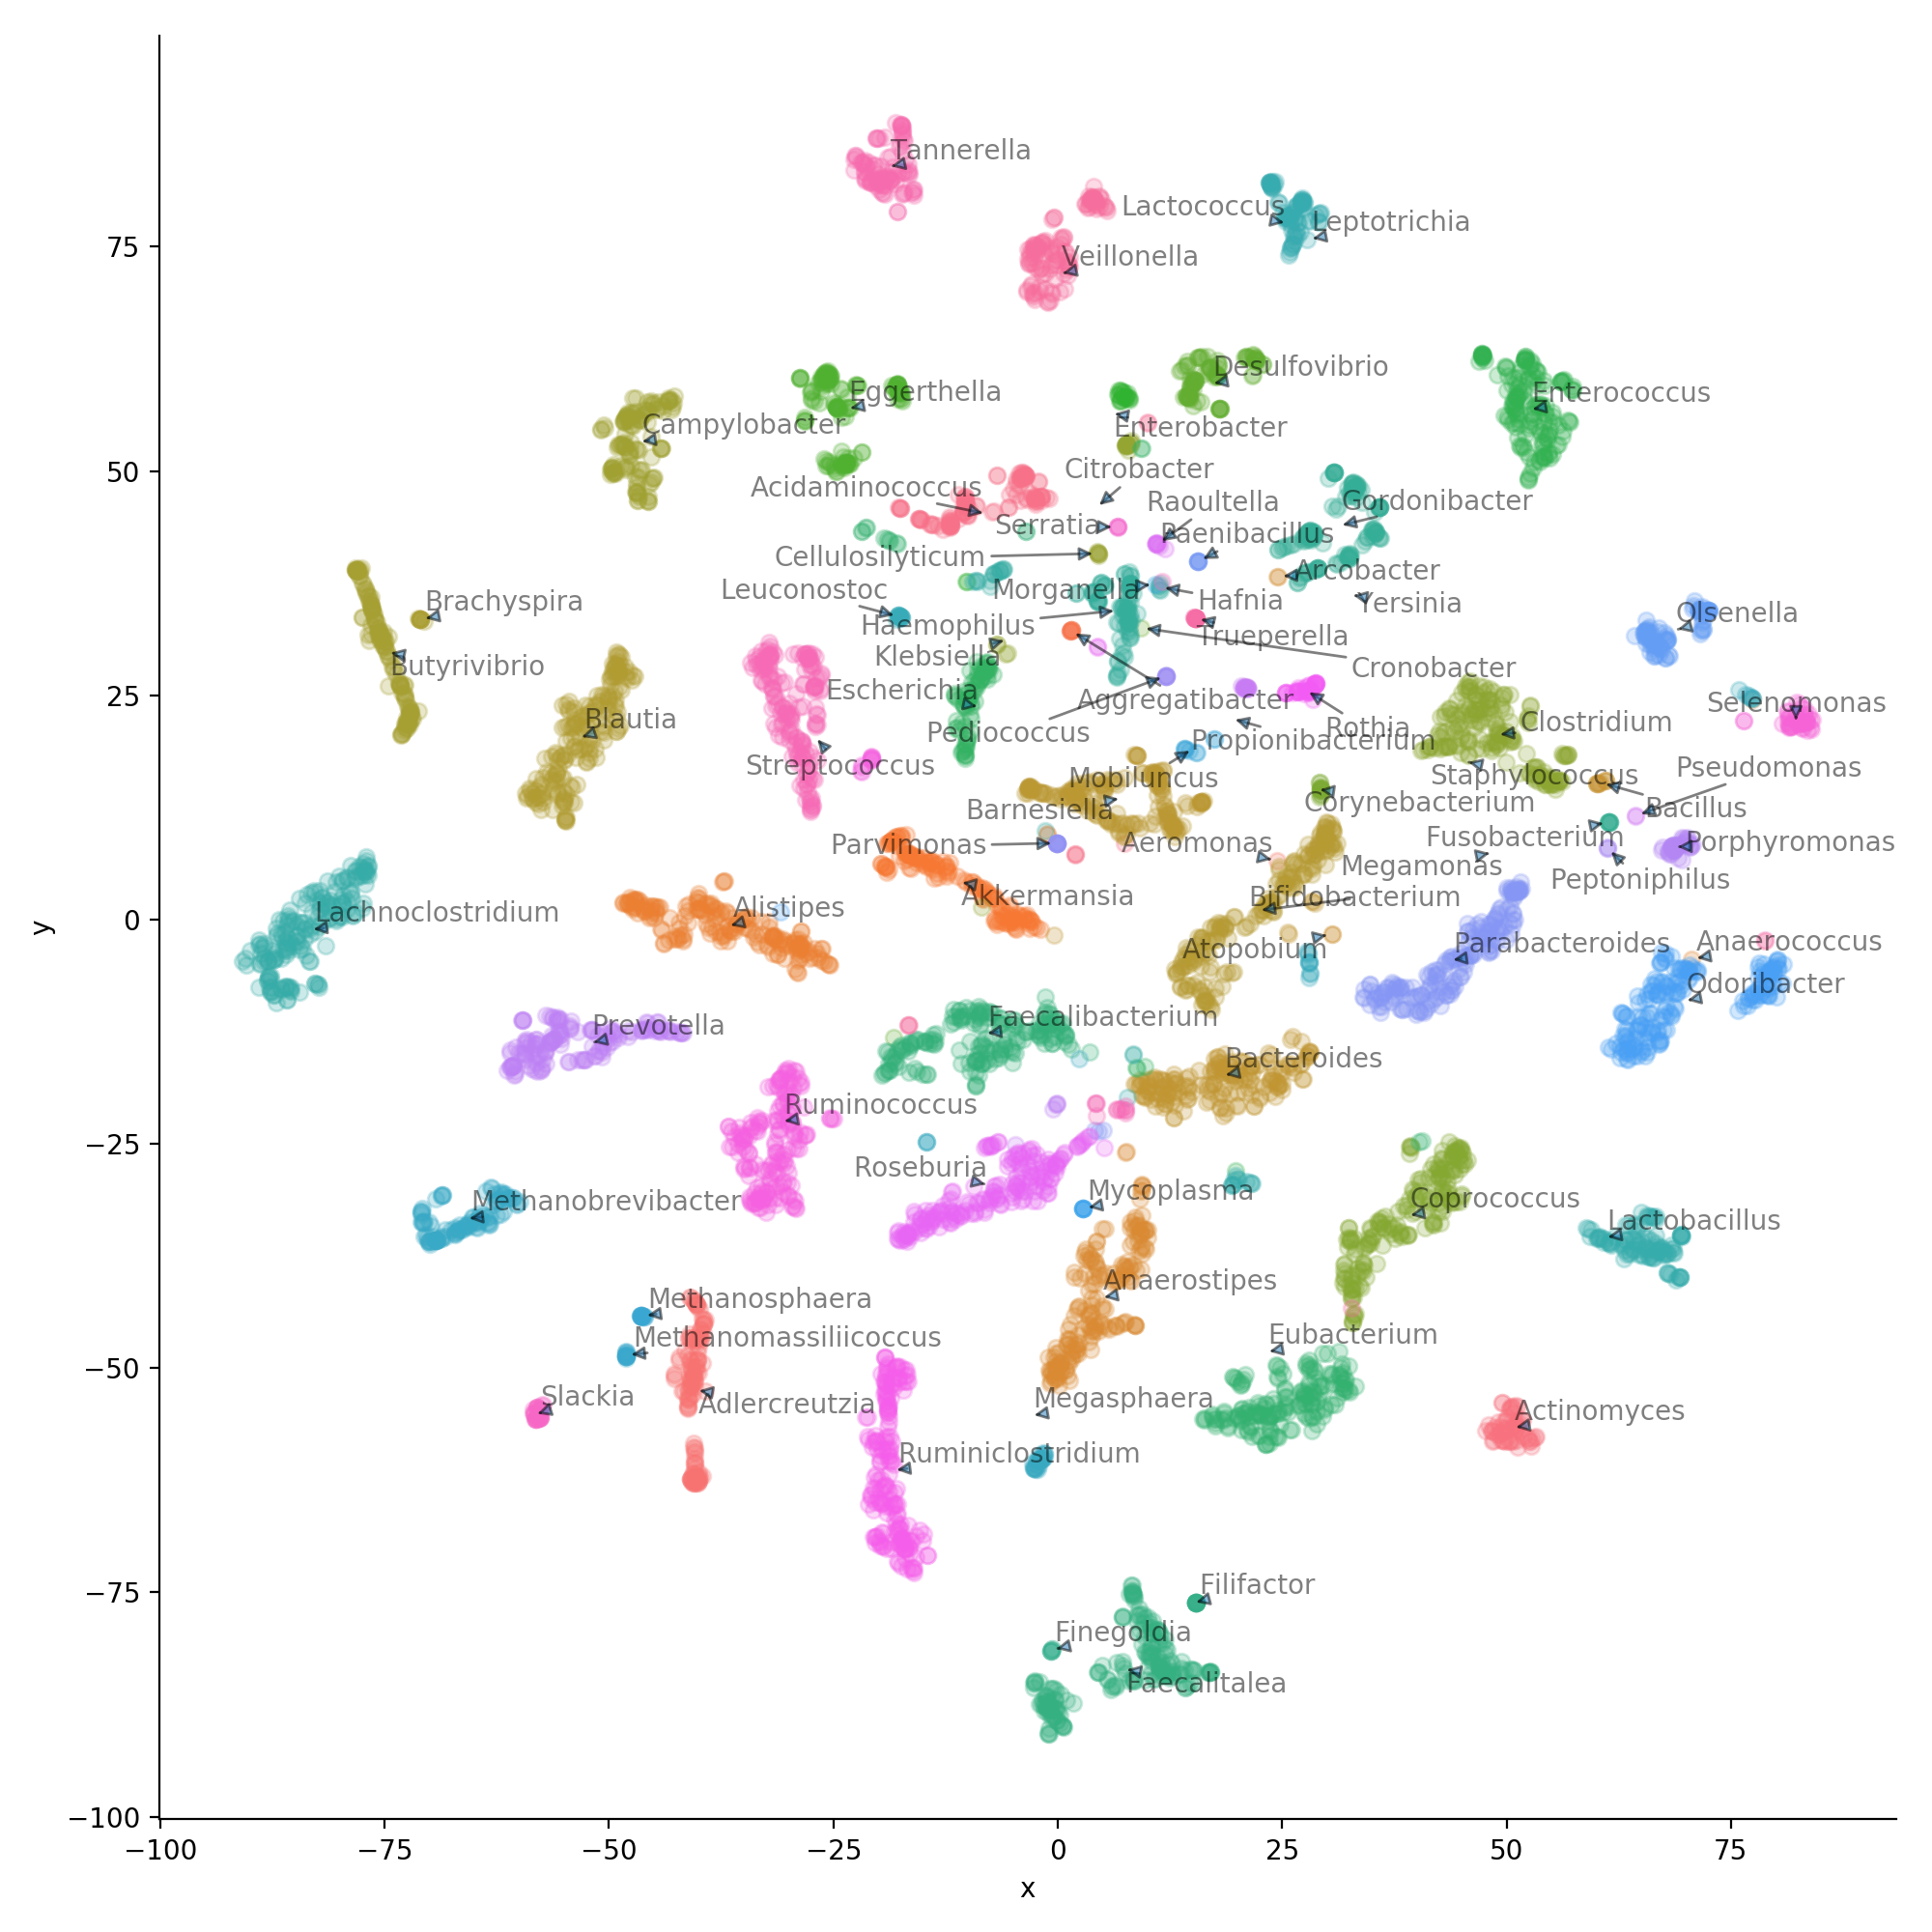 Tannerella
Lactococcus
Leptotrichia
Veillonella
75
Desulfovibrio
Eggerthella
Enterococcus
Campylobacter
Enterobacter
50
Citrobacter
Acidaminococcus
Raoultella
Gordonibacter
Serratia
Paenibacillus
Cellulosilyticum
Arcobacter
Leuconostoc
Morganella
Hafnia
Yersinia
Brachyspira
Olsenella
Haemophilus
Trueperella
Klebsiella
Butyrivibrio
Cronobacter
25
Escherichia
Aggregatibacter
Selenomonas
Blautia
Pediococcus
Rothia
Clostridium
Propionibacterium
Streptococcus
Mobiluncus
Staphylococcus
Pseudomonas
Barnesiella
Corynebacterium
Bacillus
Parvimonas
Aeromonas
Fusobacterium
Porphyromonas
Megamonas
Peptoniphilus
Akkermansia
Bifidobacterium
y
0
Lachnoclostridium
Alistipes
Atopobium
Parabacteroides
Anaerococcus
Odoribacter
Prevotella
Faecalibacterium
Bacteroides
Ruminococcus
−25
Roseburia
Mycoplasma
Methanobrevibacter
Coprococcus
Lactobacillus
Anaerostipes
Methanosphaera
Methanomassiliicoccus
Eubacterium
−50
Slackia
Adlercreutzia
Megasphaera
Actinomyces
Ruminiclostridium
−75
Filifactor
Finegoldia
Faecalitalea
−100
−100
−75
−50
−25
0
25
50
75
x